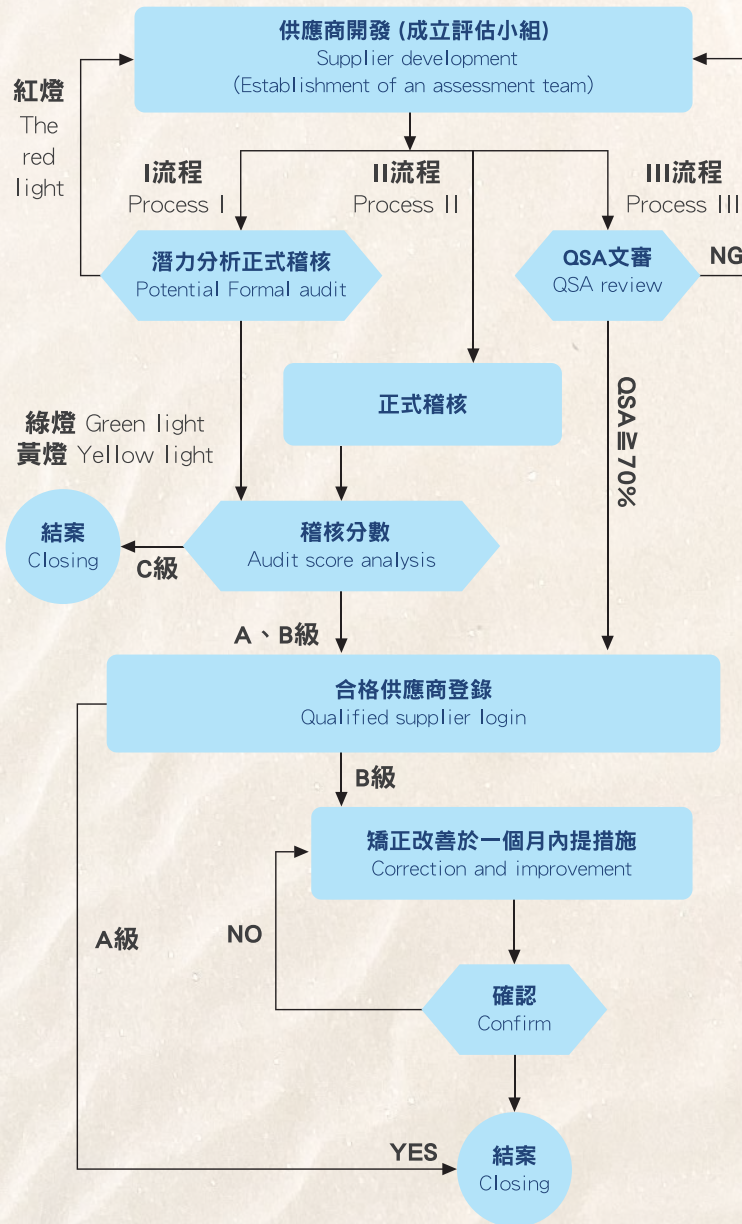 供應商開發 (成立評估小組)
Supplier development
(Establishment of an assessment team)
紅燈
The
red
light
I流程
Process I
II流程
Process II
III流程
Process III
潛力分析正式稽核
Potential Formal audit
QSA文審
QSA review
NG
正式稽核
QSA≧70%
綠燈 Green light
黃燈 Yellow light
結案
Closing
C級
稽核分數
Audit score analysis
A、B級
合格供應商登錄
Qualified supplier login
B級
矯正改善於一個月內提措施
Correction and improvement
A級
NO
確認
Confirm
YES
結案
Closing